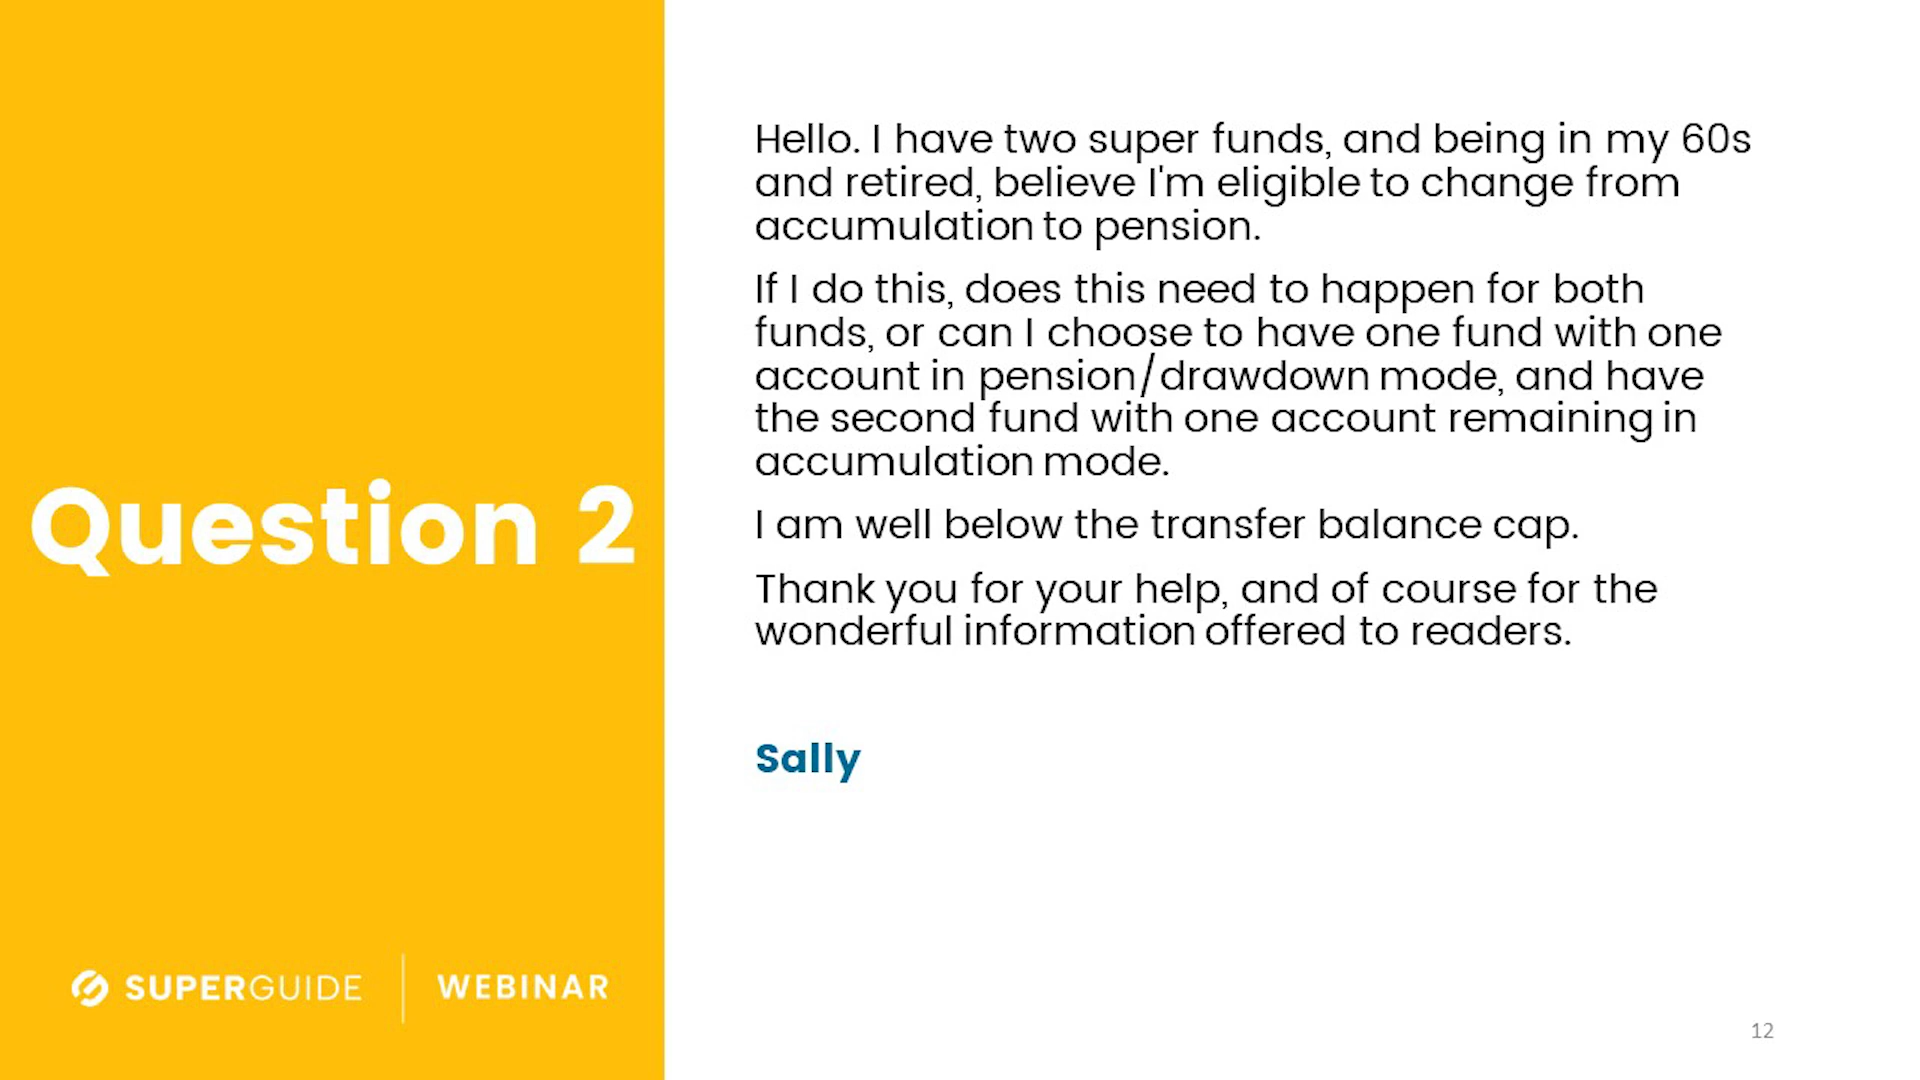 Question 2
Hello. I have two super funds, and being in my 60s
and retired, believe I'm eligible to change from
accumulation to pension.
If I do this, does this need to happen for both
funds, or can I choose to have one fund with one
account in pension/drawdown mode, and have
the second fund with one account remaining in
accumulation mode.
I am well below the transfer balance cap.
Thank you for your help, and of course for the
wonderful information offered to readers.
Sally
SUPERGUIDE | WEBINAR
12